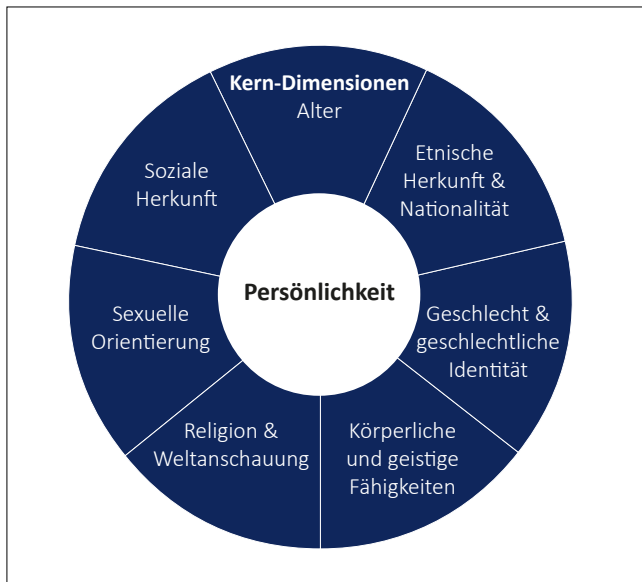 Kern-Dimensionen
Alter
Etnische
Herkunft &
Nationalität
Geschlecht &
geschlechtliche
Identität
Körperliche
und geistige
Fähigkeiten
Religion &
Weltanschauung
Sexuelle
Orientierung
Soziale
Herkunft
Persönlichkeit